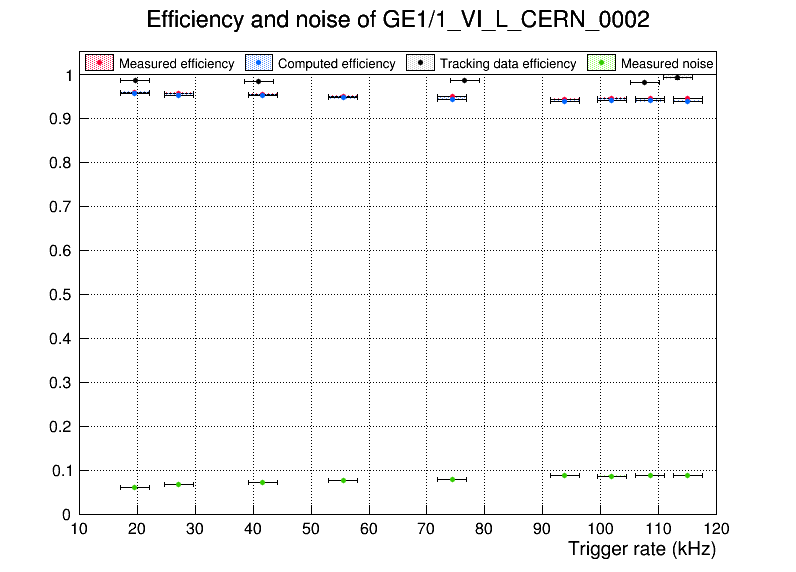 Efficiency and noise of GE1/1_VI_L_CERN_0002
Measured efficiency Computed efficiency Tracking data efficiency Measured noise
1
0.9
0.8
0.7
0.6
0.5
0.4
0.3
0.2
0.1
0
10 20 30 40 50 60 70 80 90 100 110 120
Trigger rate (kHz)